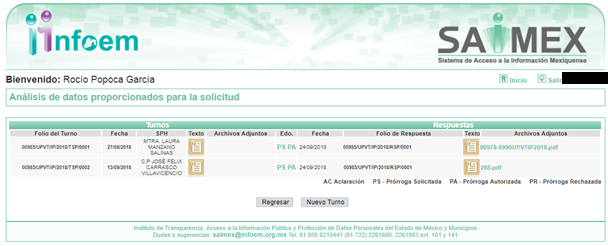 infoem
SAIMEX
Sistema de Acceso a la Información Mexiquense
Bienvenido: Rocío Popoca García
Inicio
Salir
Análisis de datos proporcionados para la solicitud
Turnos Respuestas
Folio del Turno Fecha SPH Texto Archivos Adjuntos Edo. Fecha Folio de Respuesta Texto Archivos Adjuntos
00985/UPVT/IP/2018/TSP/0001 27/08/2018 MTRA. LAURA MANZANO SALINAS PS PA 24/09/2018 00985/UPVT/IP/2018/RSP/0001 00978-0990UPVTIP2018.pdf
00985/UPVT/IP/2018/TSP/0002 13/09/2018 C.P JOSÉ FELIX CARRASCO VILLAVICENCIO PS PA 24/09/2018 00985/UPVT/IP/2018/RSP/0001 268.pdf
AC Aclaración PS - Prórroga Solicitada PA - Prórroga Autorizada PR - Prórroga Rechazada
Regresar Nuevo Turno
Instituto de Transparencia, Acceso a la Información Pública y Protección de Datos Personales del Estado de México y Municipios
Dudas o sugerencias: saimex@infoem.org.mx Tel. 01 800 8210441 (01 722) 2261980, 2261983 ext. 101 y 141